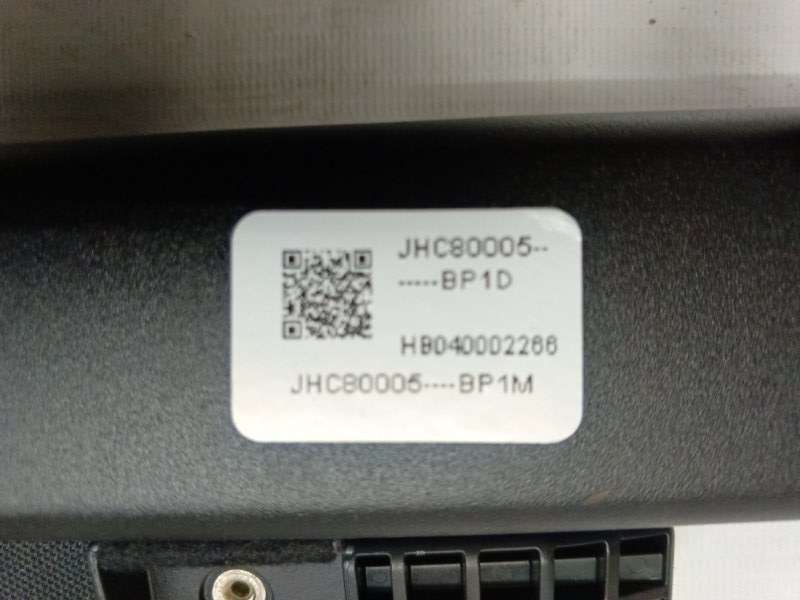 JHC80005--
-----BP1D
HB040002266
JHC80005----BP1M